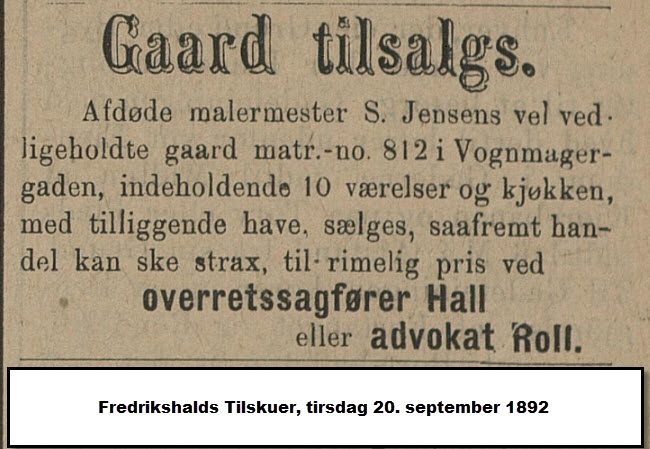 Gaard tilsalgs.
Afdøde malermester S. Jensens vel ved-
ligeholdte gaard matr.-no. 812 i Vognmager-
gaden, indeholdende 10 værelser og kjøkken,
med tilliggende have, sælges, saafremt han-
del kan ske strax, til rimelig pris ved
overretssagfører Hall
eller advokat Roll.
Fredrikshalds Tilskuer, tirsdag 20. september 1892